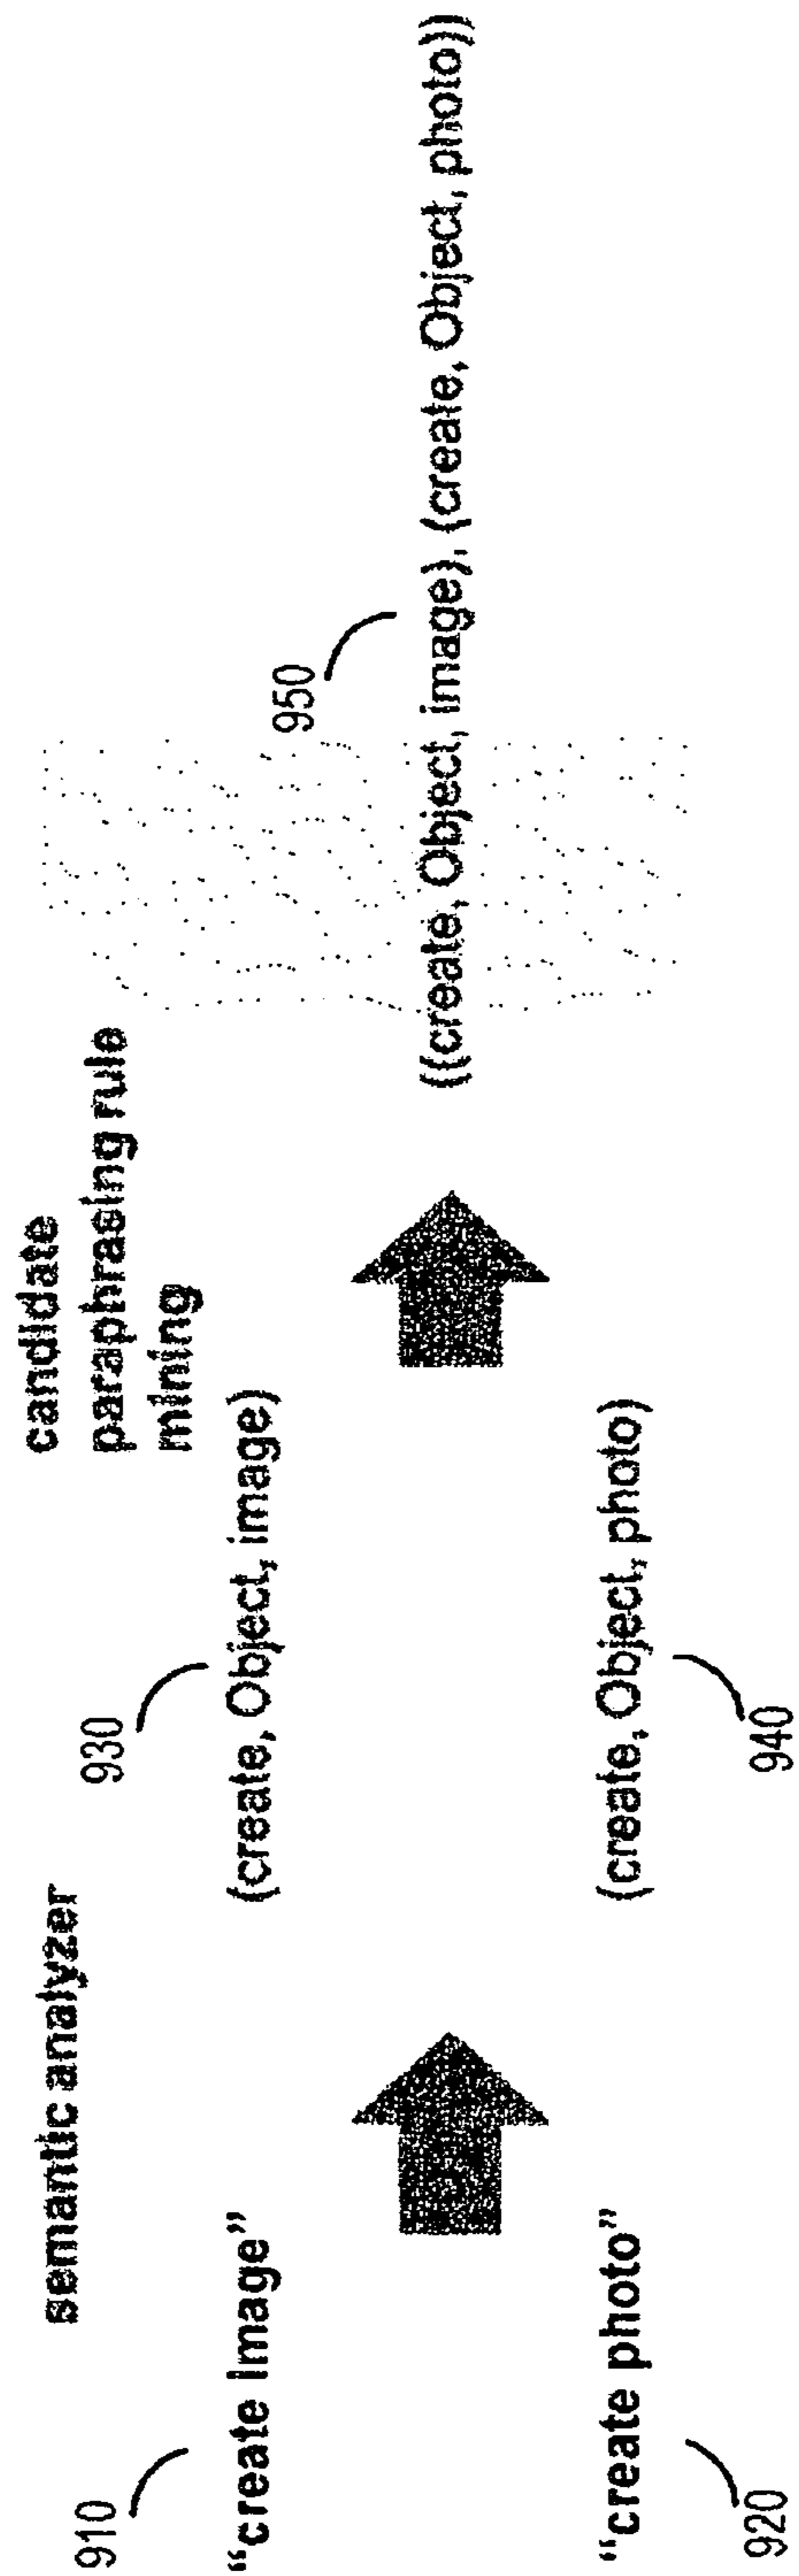 semantic analyzer
candidate
paraphrasing rule
mining
910
"create image"
930
(create, Object, image)
950
((create, Object, image), (create, Object, photo))
"create photo"
920
(create, Object, photo)
940